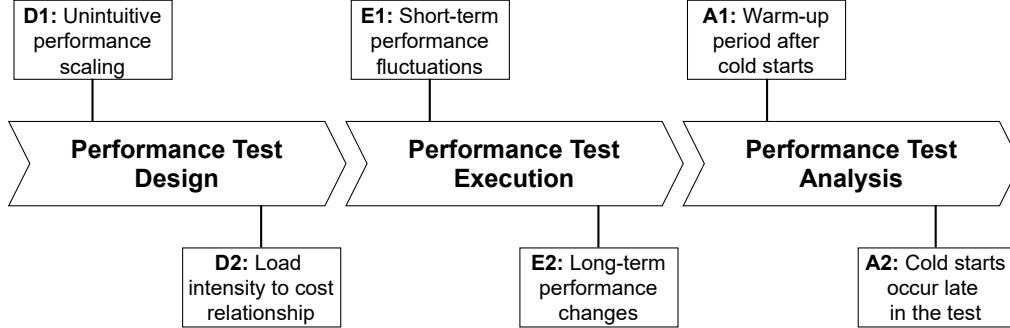 D1: Unintuitive
performance
scaling
E1: Short-term
performance
fluctuations
A1: Warm-up
period after
cold starts
Performance Test
Design
Performance Test
Execution
Performance Test
Analysis
D2: Load
intensity to cost
relationship
E2: Long-term
performance
changes
A2: Cold starts
occur late
in the test